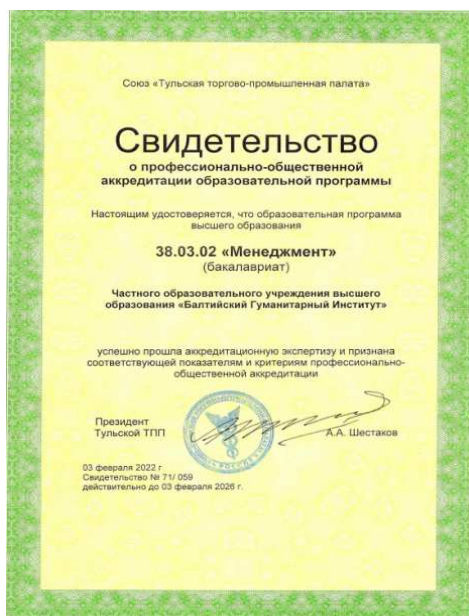 Союз «Тульская торгово-промышленная палата»
Свидетельство
о профессионально-общественной
аккредитации образовательной программы
Настоящим удостоверяется, что образовательная программа
высшего образования
38.03.02 «Менеджмент»
(бакалавриат)
Частного образовательного учреждения высшего
образования «Балтийский Гуманитарный Институт»
успешно прошла аккредитационную экспертизу и признана
соответствующей показателям и критериям профессионально-
общественной аккредитации
Президент
Тульской ТПП
А.А. Шестаков
03 февраля 2022 г
Свидетельство № 71/ 059
действительно до 03 февраля 2026 г.